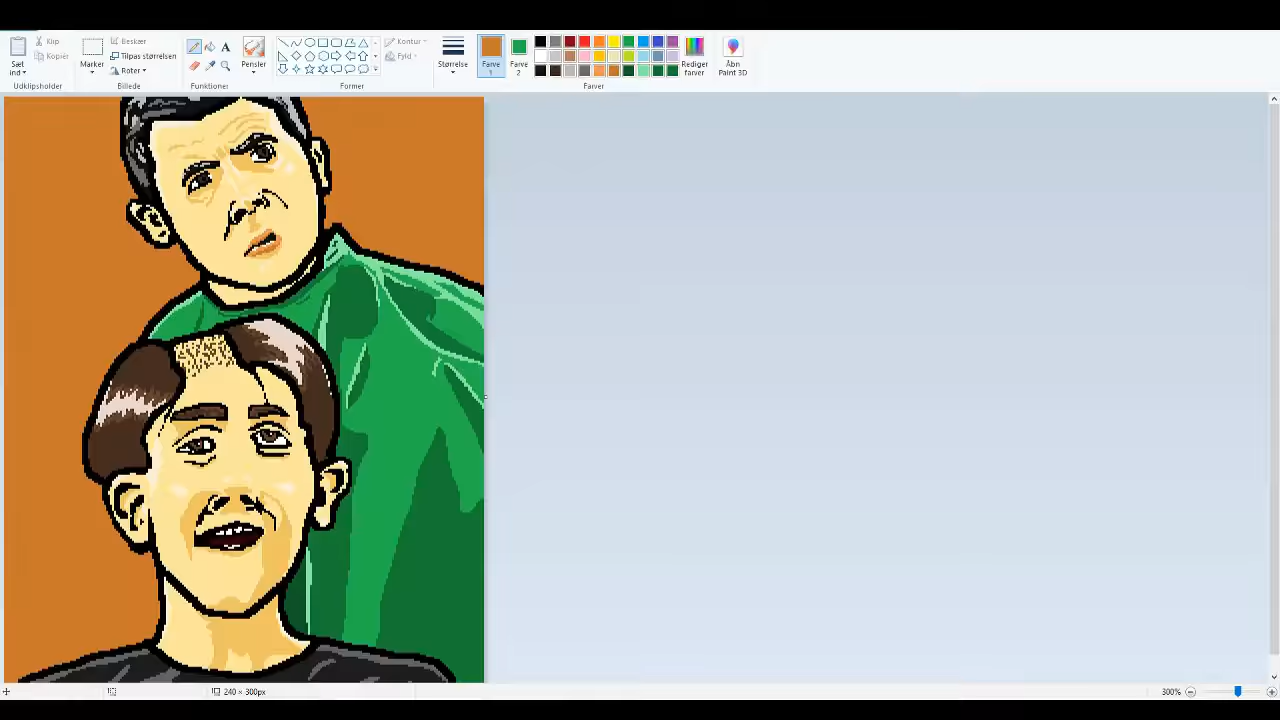 Klip
Beskær
Kontur
Kopiér
Tilpas størrelsen
Fyld
Sæt
ind
Marker
Roter
A
Pensler
Størrelse
Farve
1
Farve
2
Rediger
farver
Åbn
Paint 3D
Udklipsholder
Billede
Funktioner
Former
Farver
240 × 300px
300%